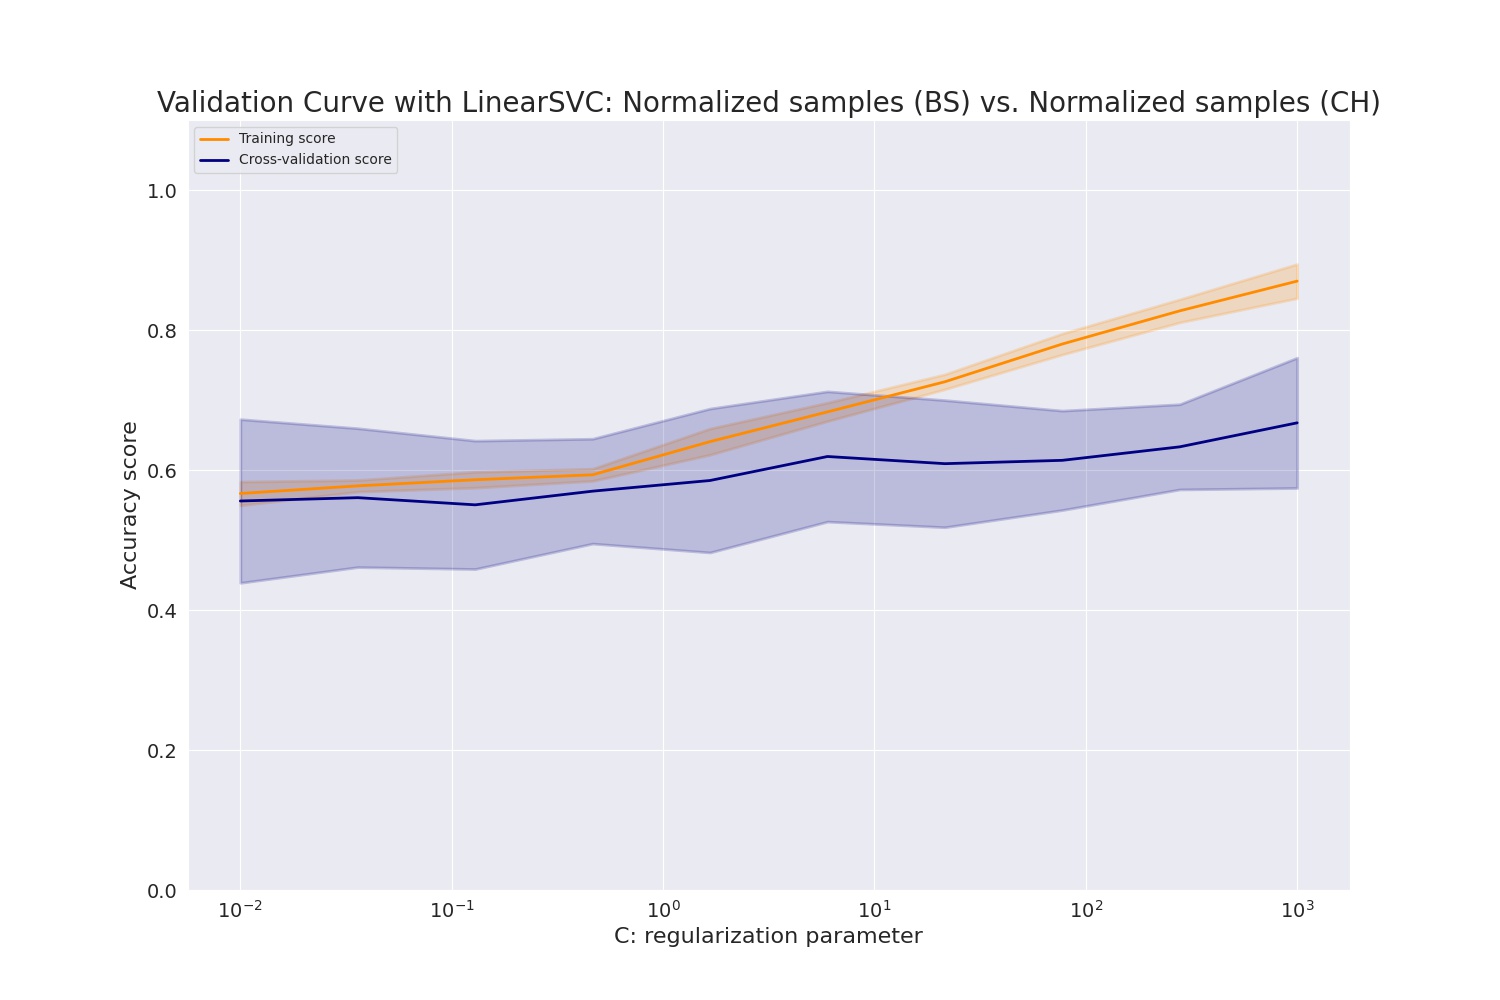 Validation Curve with LinearSVC: Normalized samples (BS) vs. Normalized samples (CH)
Training score
Cross-validation score
1.0
0.8
0.6
0.4
0.2
0.0
Accuracy score
10⁻² 10⁻¹ 10⁰ 10¹ 10² 10³
C: regularization parameter